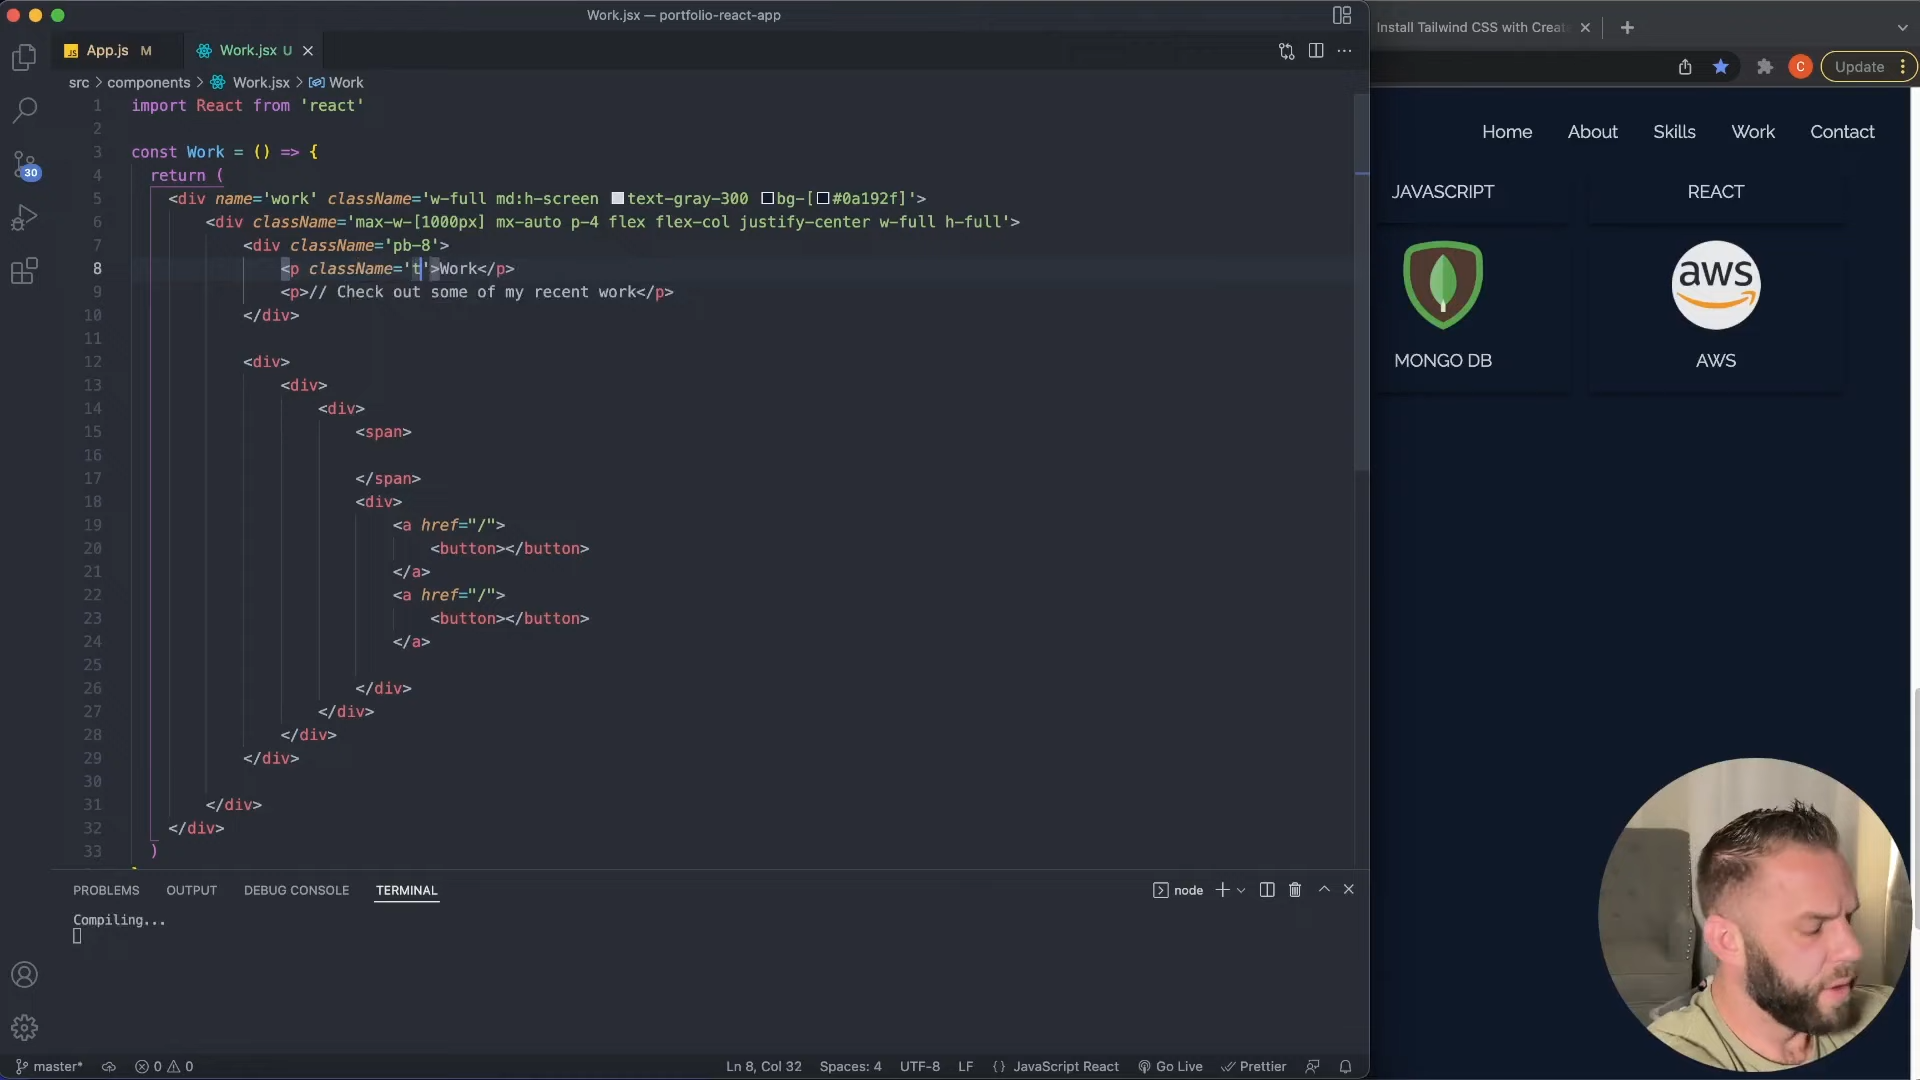 Work.jsx — portfolio-react-app
Install Tailwind CSS with Creat
App.js M
Work.jsx U
C
Update
src > components > Work.jsx > Work
Home About Skills Work Contact
JAVASCRIPT
REACT
aws
MONGO DB
AWS
30
1 import React from 'react'
2
3 const Work = () => {
4 return (
5 <div name='work' className='w-full md:h-screen text-gray-300 bg-[#0a192f]'>
6 <div className='max-w-[1000px] mx-auto p-4 flex flex-col justify-center w-full h-full'>
7 <div className='pb-8'>
8 <p className='t'>Work</p>
9 <p>// Check out some of my recent work</p>
10 </div>
11
12 <div>
13 <div>
14 <div>
15 <span>
16
17 </span>
18 <div>
19 <a href="/">
20 <button></button>
21 </a>
22 <a href="/">
23 <button></button>
24 </a>
25
26 </div>
27 </div>
28 </div>
29 </div>
30
31 </div>
32 </div>
33 )
PROBLEMS OUTPUT DEBUG CONSOLE TERMINAL
node
Compiling...
master* 0 0
Ln 8, Col 32 Spaces: 4 UTF-8 LF {} JavaScript React Go Live Prettier